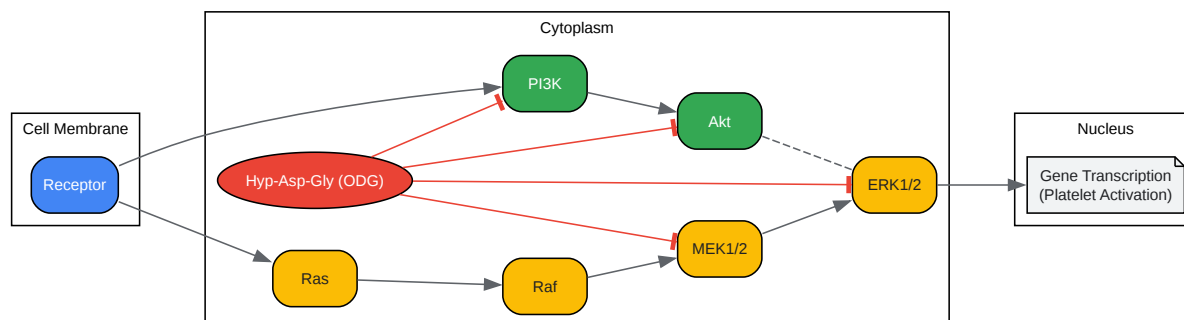 Cytoplasm
Cell Membrane
Nucleus
PI3K
Akt
Receptor
Hyp-Asp-Gly (ODG)
ERK1/2
Gene Transcription
(Platelet Activation)
MEK1/2
Ras
Raf